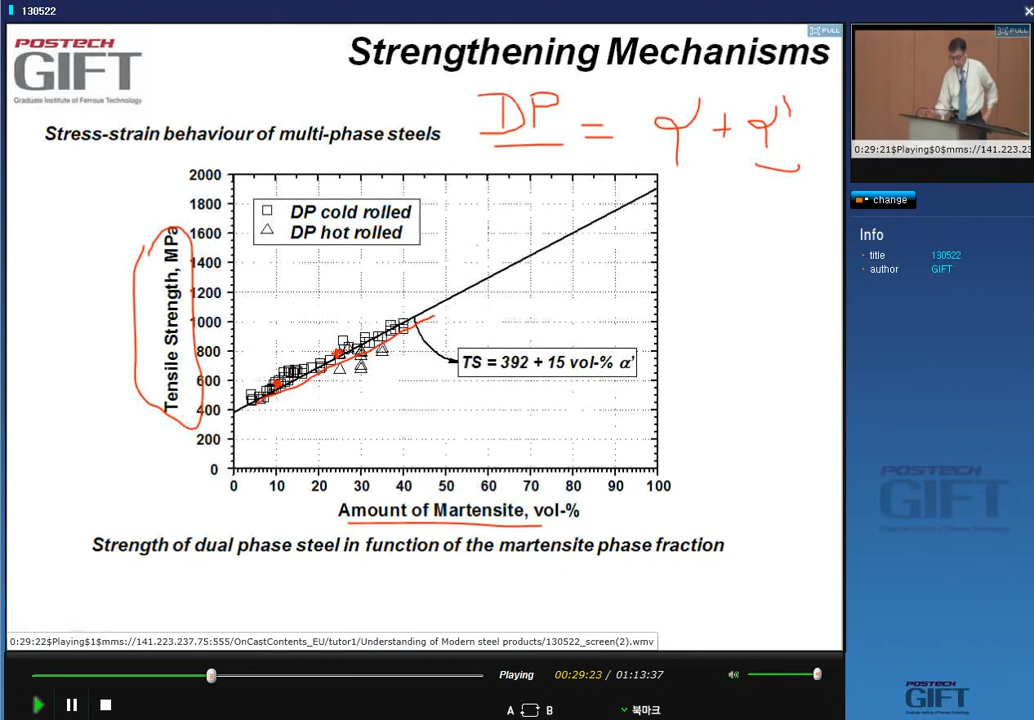 130522
POSTECH
GIFT
Graduate Institute of Ferrous Technology
Strengthening Mechanisms
DP = α + α'
Stress-strain behaviour of multi-phase steels
2000
1800
1600
1400
1200
1000
800
600
400
200
0
Tensile Strength, MPa
DP cold rolled
DP hot rolled
TS = 392 + 15 vol-% α'
0 10 20 30 40 50 60 70 80 90 100
Amount of Martensite, vol-%
Strength of dual phase steel in function of the martensite phase fraction
0:29:22$Playing$1$mms://141.223.237.75:555/OnCastContents_EU/tutor1/Understanding of Modern steel products/130522_screen(2).wmv
Playing
00:29:23 / 01:13:37
A B
북마크
FULL
FULL
0:29:21$Playing$0$mms://141.223.23
change
Info
title 130522
author GIFT
POSTECH
GIFT
POSTECH
GIFT